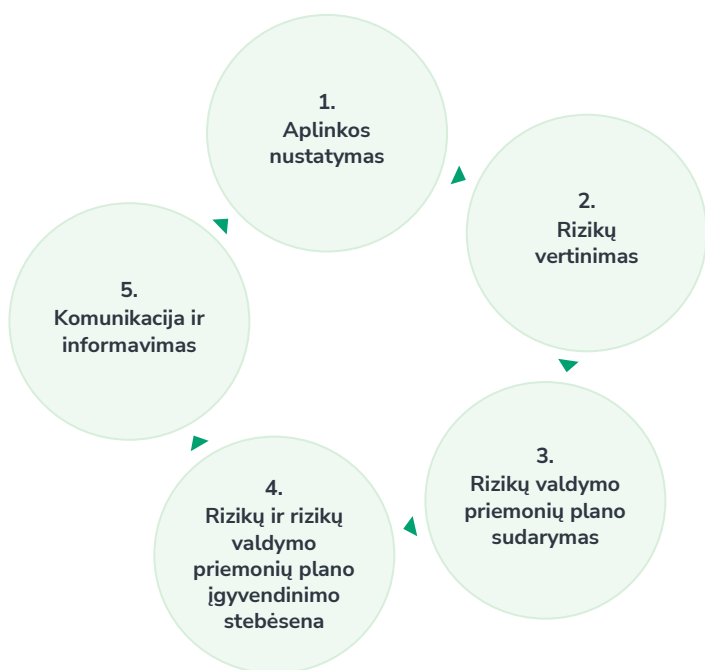 1.
Aplinkos
nustatymas
2.
Rizikų
vertinimas
3.
Rizikų valdymo
priemonių plano
sudarymas
4.
Rizikų ir rizikų
valdymo
priemonių plano
įgyvendinimo
stebėsena
5.
Komunikacija ir
informavimas